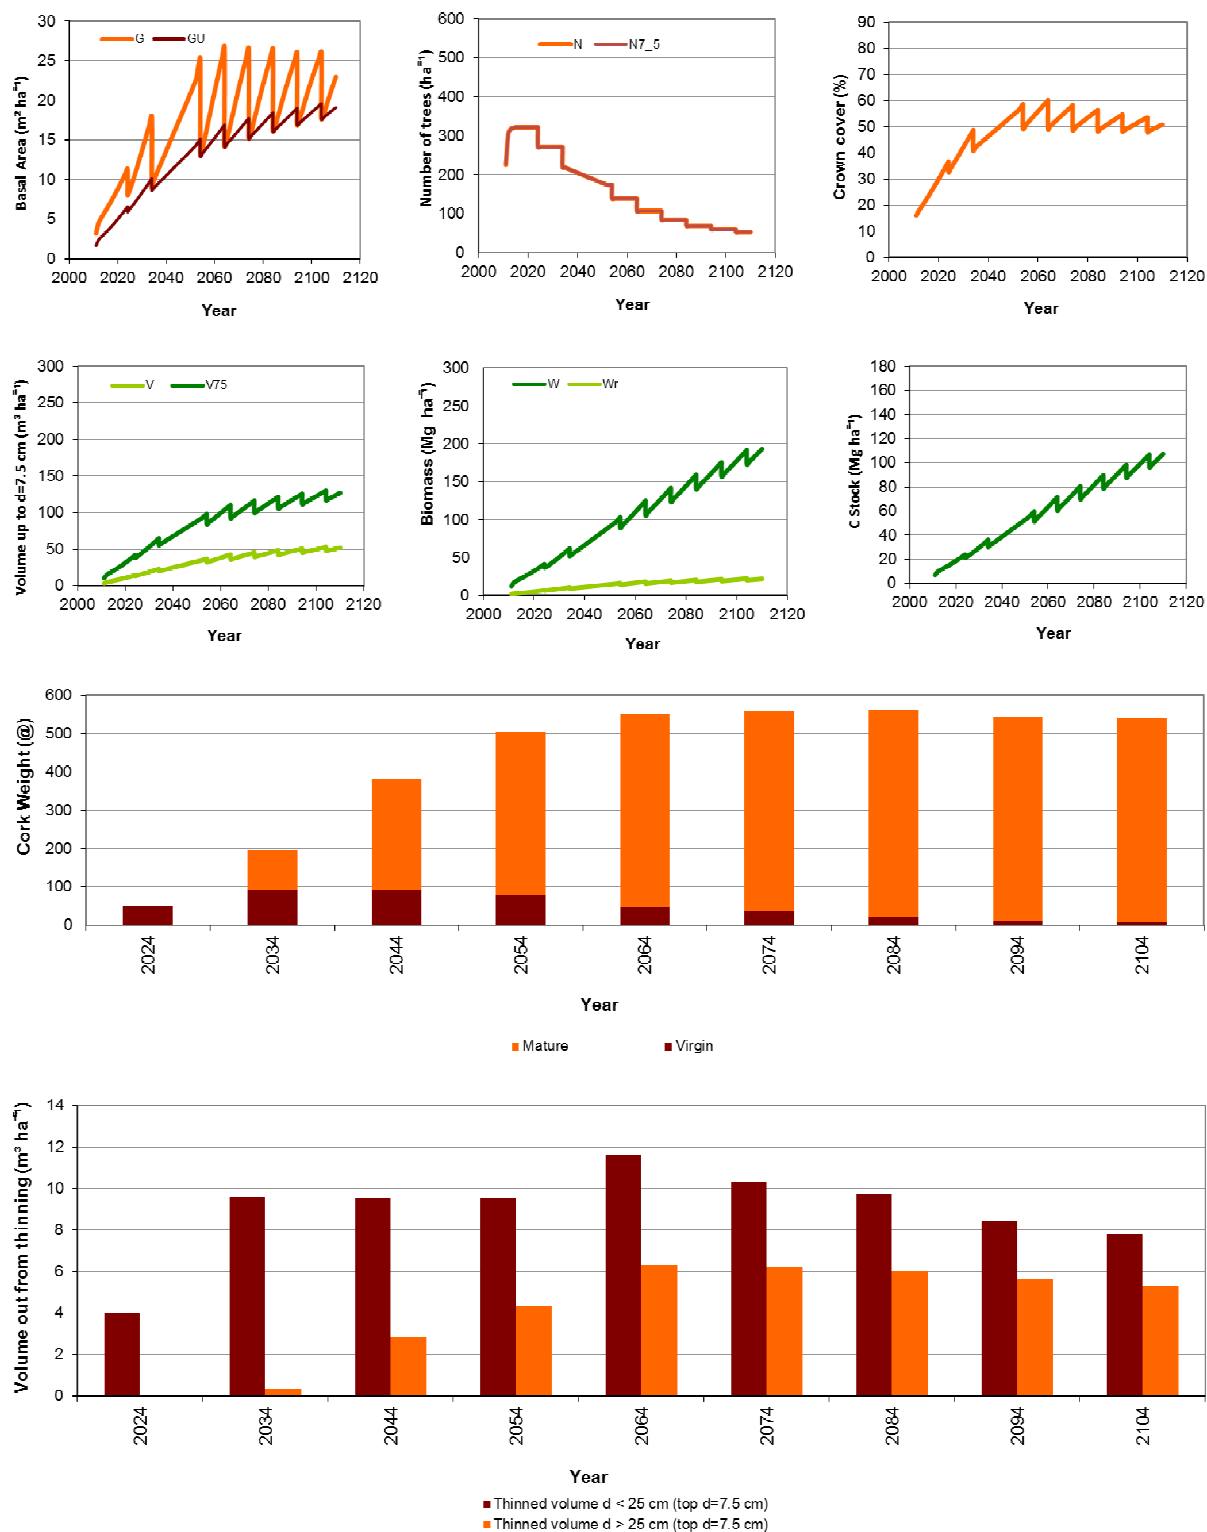 Basal Area (m² ha⁻¹)
30
25
20
15
10
5
0
G GU
2000 2020 2040 2060 2080 2100 2120
Year
Number of trees (ha⁻¹)
600
500
400
300
200
100
0
N N7_5
2000 2020 2040 2060 2080 2100 2120
Year
Crown cover (%)
90
80
70
60
50
40
30
20
10
0
2000 2020 2040 2060 2080 2100 2120
Year
Volume up to d=7.5 cm (m³ ha⁻¹)
300
250
200
150
100
50
0
V V75
2000 2020 2040 2060 2080 2100 2120
Year
Biomass (Mg ha⁻¹)
300
250
200
150
100
50
0
W Wr
2000 2020 2040 2060 2080 2100 2120
Year
C Stock (Mg ha⁻¹)
180
160
140
120
100
80
60
40
20
0
2000 2020 2040 2060 2080 2100 2120
Year
Cork Weight (@)
600
500
400
300
200
100
0
2024 2034 2044 2054 2064 2074 2084 2094 2104
Year
Mature Virgin
Volume out from thinning (m³ ha⁻¹)
14
12
10
8
6
4
2
0
2024 2034 2044 2054 2064 2074 2084 2094 2104
Year
Thinned volume d < 25 cm (top d=7.5 cm)
Thinned volume d > 25 cm (top d=7.5 cm)